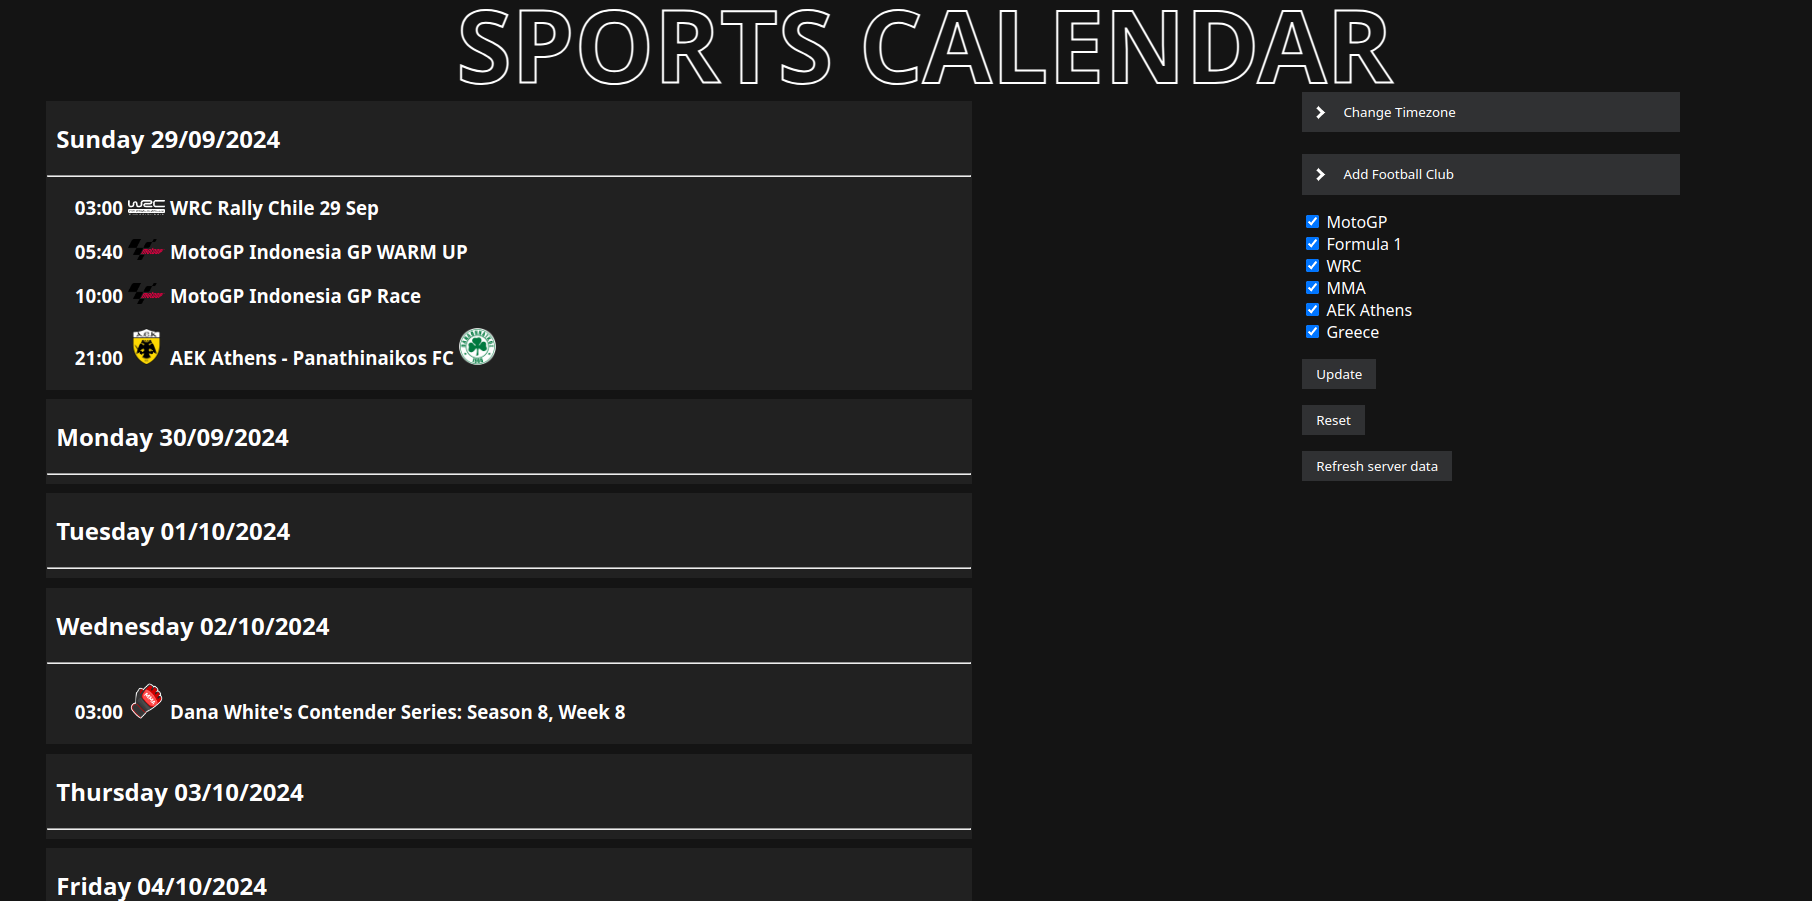 SPORTS CALENDAR
Sunday 29/09/2024
03:00 WRC WRC Rally Chile 29 Sep
05:40 MotoGP Indonesia GP WARM UP
10:00 MotoGP Indonesia GP Race
21:00 AEK Athens - Panathinaikos FC
Monday 30/09/2024
Tuesday 01/10/2024
Wednesday 02/10/2024
03:00 Dana White's Contender Series: Season 8, Week 8
Thursday 03/10/2024
Friday 04/10/2024
Change Timezone
Add Football Club
MotoGP
Formula 1
WRC
MMA
AEK Athens
Greece
Update
Reset
Refresh server data